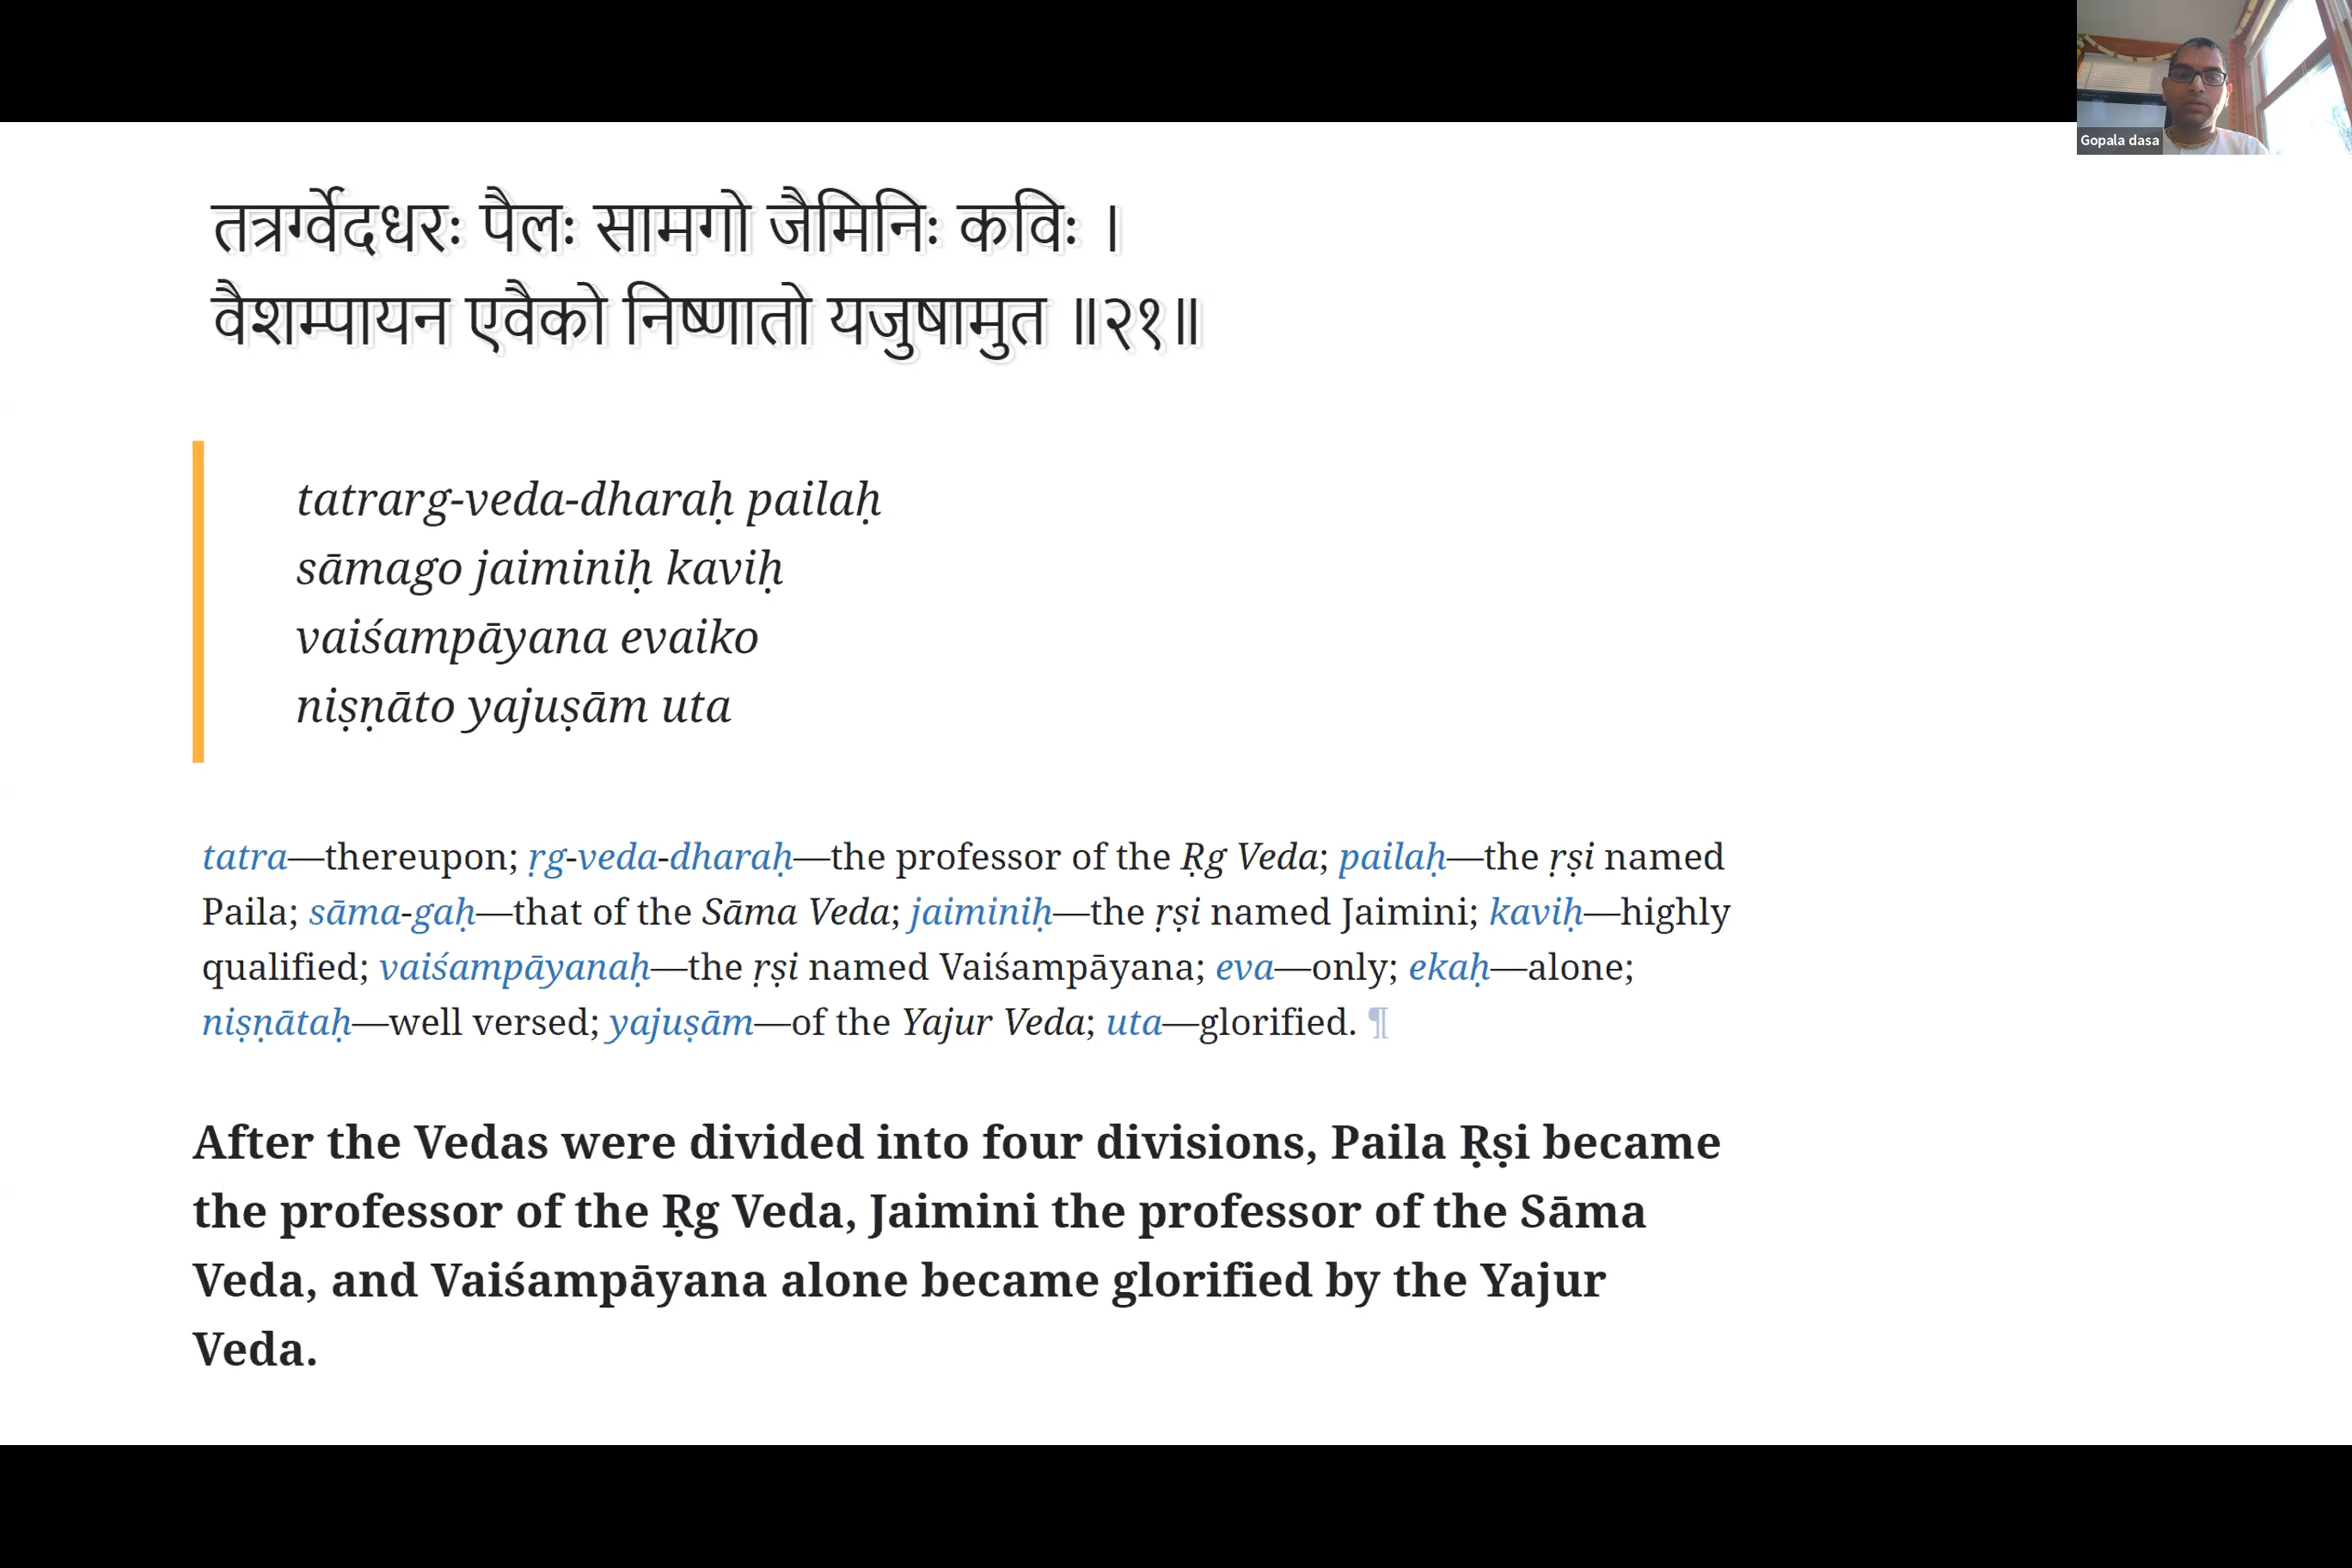 Gopala dasa
तत्रर्ग्वेदधरः पैलः सामगो जैमिनिः कविः ।
वैशम्पायन एवैको निष्णातो यजुषामुत ॥२१॥
tatrarg-veda-dharaḥ pailaḥ
sāmago jaiminiḥ kaviḥ
vaiśampāyana evaiko
niṣṇāto yajuṣām uta
tatra—thereupon; ṛg-veda-dharaḥ—the professor of the Ṛg Veda; pailaḥ—the ṛṣi named
Paila; sāma-gaḥ—that of the Sāma Veda; jaiminiḥ—the ṛṣi named Jaimini; kaviḥ—highly
qualified; vaiśampāyanaḥ—the ṛṣi named Vaiśampāyana; eva—only; ekaḥ—alone;
niṣṇātaḥ—well versed; yajuṣām—of the Yajur Veda; uta—glorified. ¶
After the Vedas were divided into four divisions, Paila Ṛṣi became
the professor of the Ṛg Veda, Jaimini the professor of the Sāma
Veda, and Vaiśampāyana alone became glorified by the Yajur
Veda.